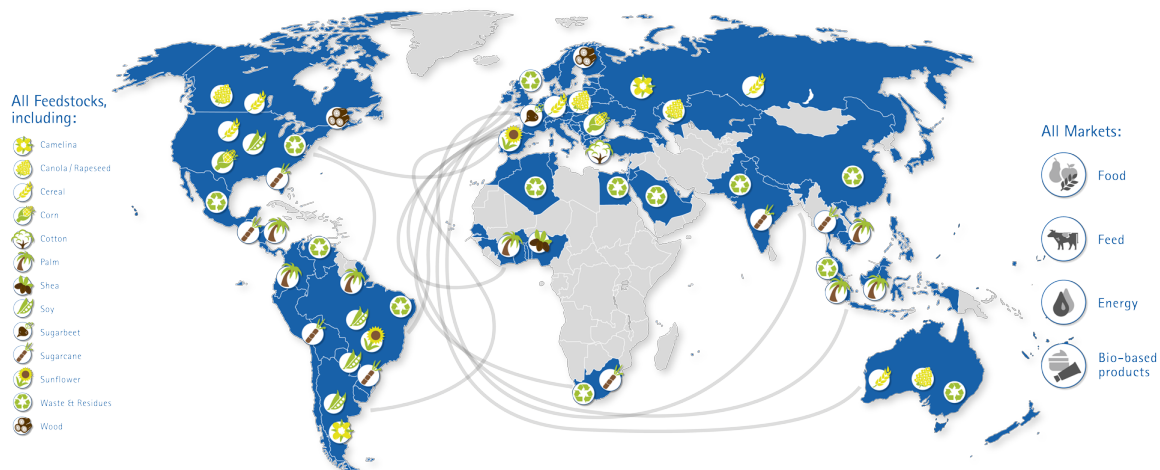 All Feedstocks,
including:
Camelina
Canola / Rapeseed
Cereal
Corn
Cotton
Palm
Shea
Soy
Sugarbeet
Sugarcane
Sunflower
Waste & Residues
Wood
All Markets:
Food
Feed
Energy
Bio-based
products